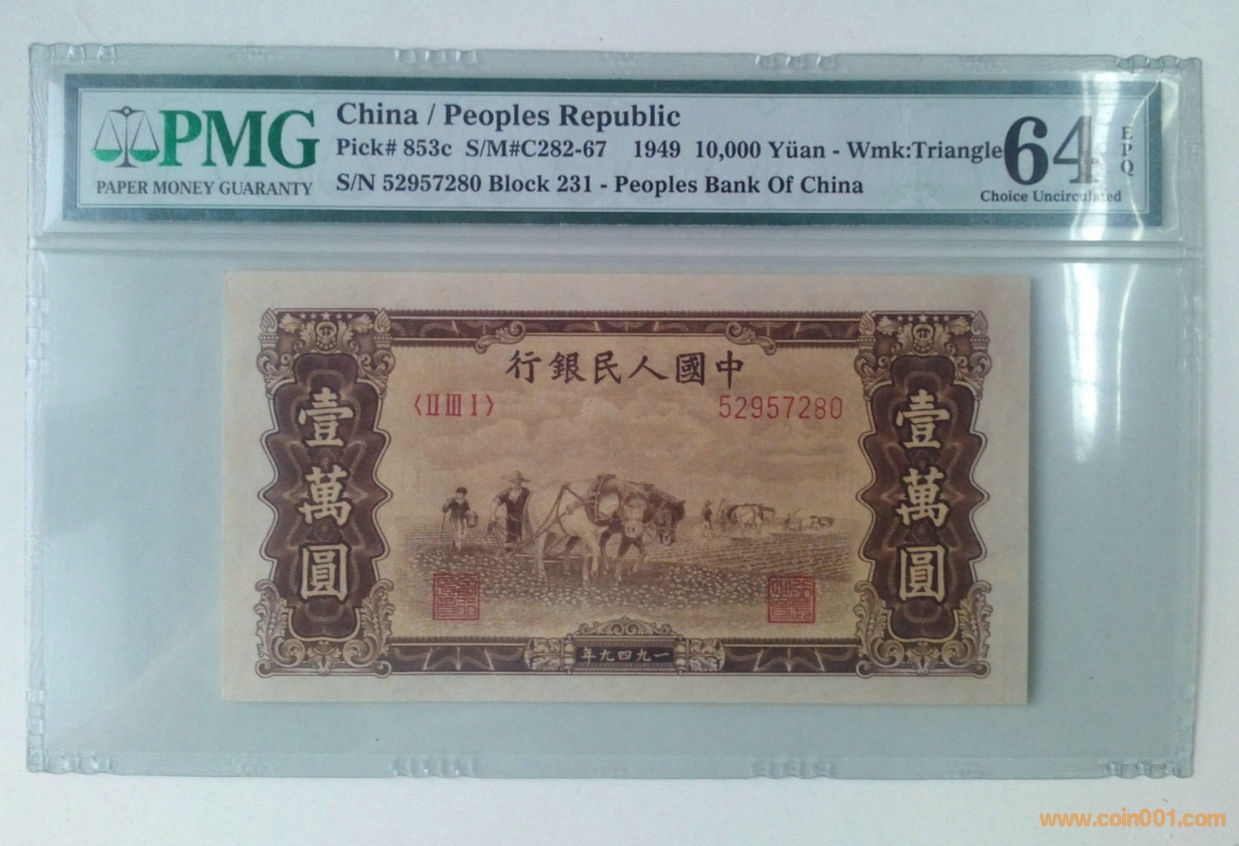 PMG
PAPER MONEY GUARANTY
China / Peoples Republic
Pick# 853c S/M#C282-67 1949 10,000 Yüan - Wmk:Triangle
S/N 52957280 Block 231 - Peoples Bank Of China
64 EPQ
Choice Uncirculated
行銀民人國中
〈II III I〉 52957280
壹萬圓
壹萬圓
年九四九一
www.coin001.com